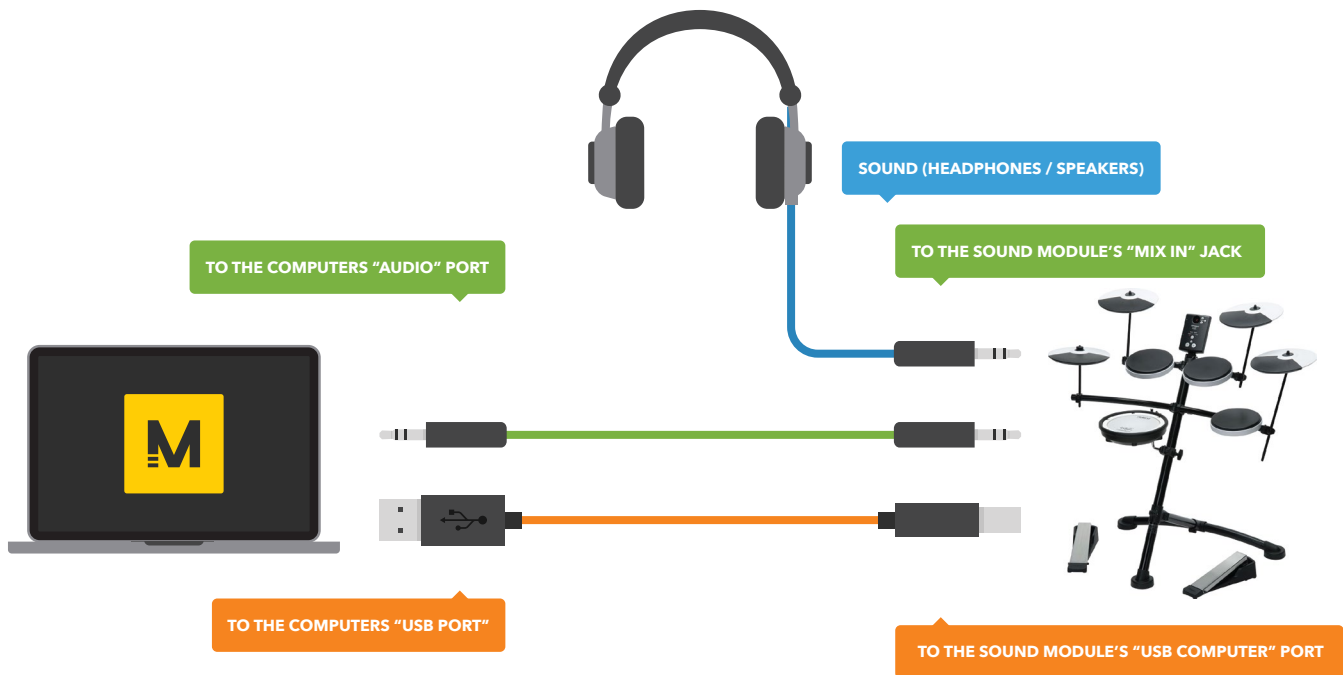 SOUND (HEADPHONES / SPEAKERS)
TO THE SOUND MODULE’S “MIX IN” JACK
TO THE COMPUTERS “AUDIO” PORT
M
TO THE COMPUTERS “USB PORT”
TO THE SOUND MODULE’S “USB COMPUTER” PORT